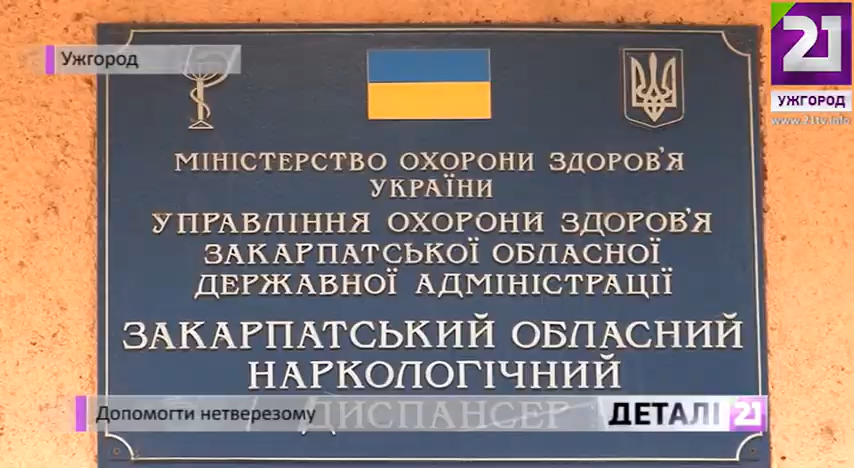 Ужгород
21
УЖГОРОД
www.21tv.info
МІНІСТЕРСТВО ОХОРОНИ ЗДОРОВ'Я
УКРАЇНИ
УПРАВЛІННЯ ОХОРОНИ ЗДОРОВ'Я
ЗАКАРПАТСЬКОЇ ОБЛАСНОЇ
ДЕРЖАВНОЇ АДМІНІСТРАЦІЇ
ЗАКАРПАТСЬКИЙ ОБЛАСНИЙ
НАРКОЛОГІЧНИЙ
ДИСПАНСЕР
Допомогти нетверезому
ДЕТАЛІ 21